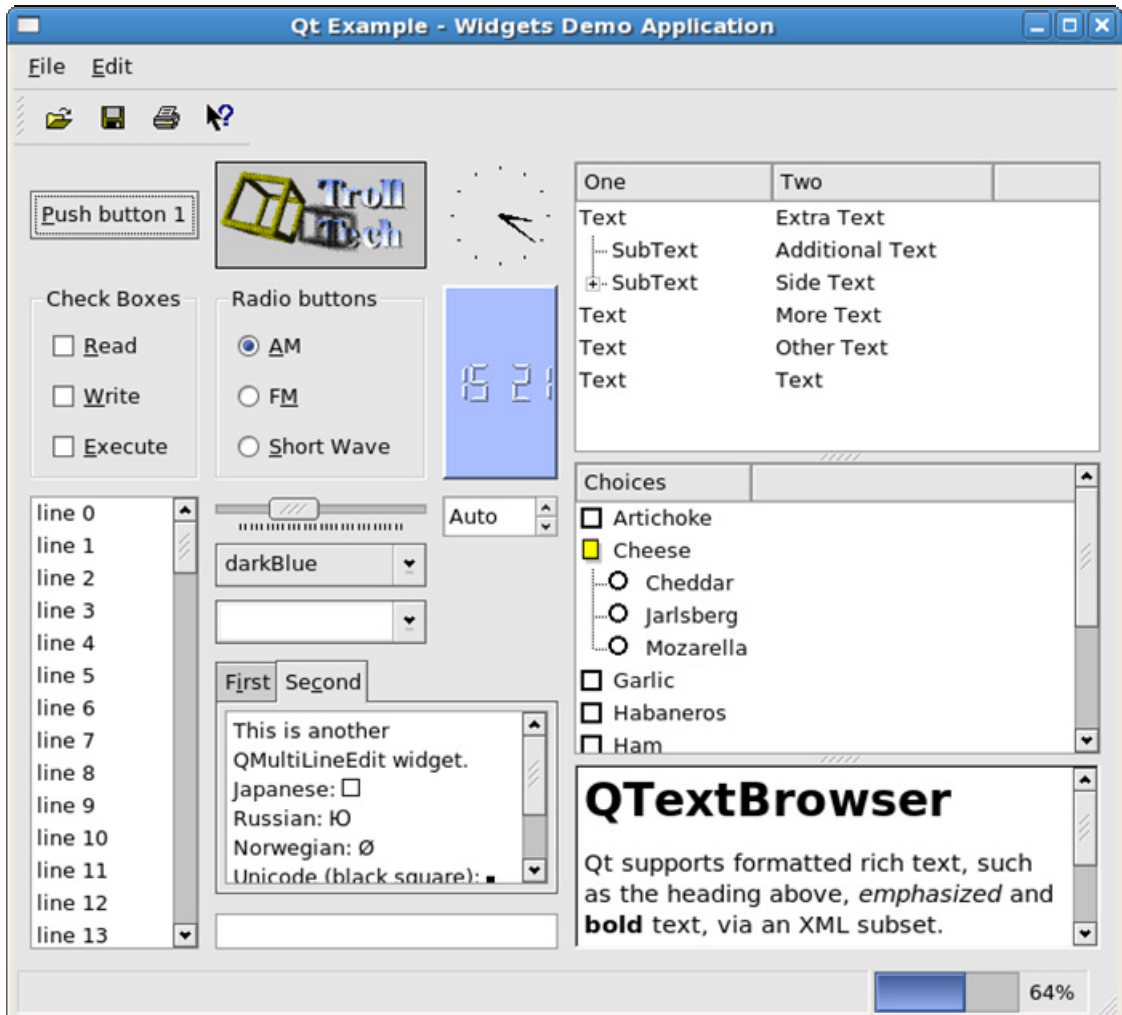 Qt Example - Widgets Demo Application
File Edit
Push button 1
Troll
Tech
Check Boxes
Read
Write
Execute
Radio buttons
AM
FM
Short Wave
15 21
line 0
line 1
line 2
line 3
line 4
line 5
line 6
line 7
line 8
line 9
line 10
line 11
line 12
line 13
darkBlue
Auto
First Second
This is another
QMultiLineEdit widget.
Japanese: □
Russian: Ю
Norwegian: Ø
Unicode (black square): ▪
One Two
Text Extra Text
SubText Additional Text
SubText Side Text
Text More Text
Text Other Text
Text Text
Choices
Artichoke
Cheese
Cheddar
Jarlsberg
Mozarella
Garlic
Habaneros
Ham
QTextBrowser
Qt supports formatted rich text, such
as the heading above, emphasized and
bold text, via an XML subset.
64%